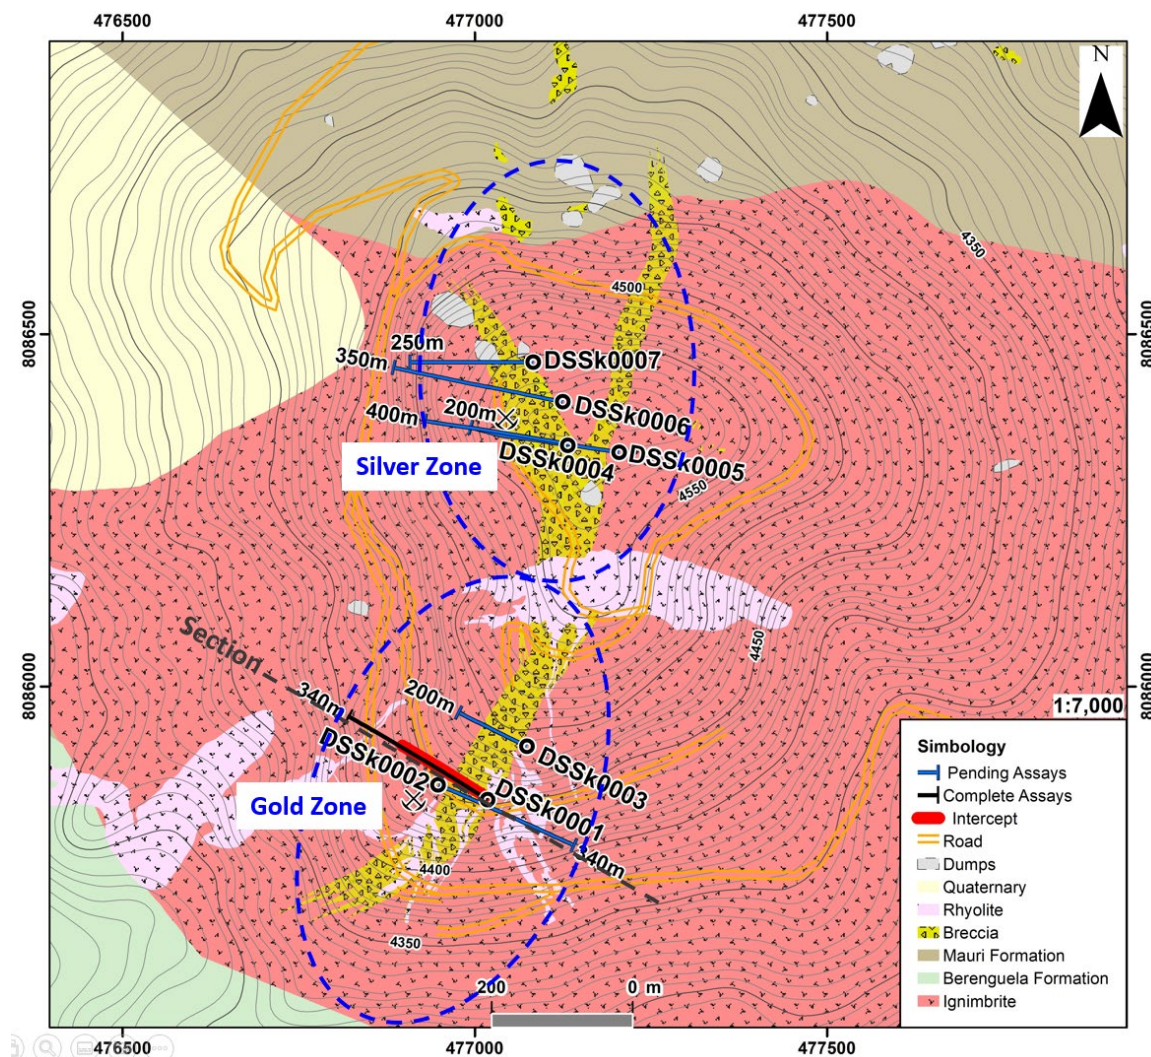 476500
477000
477500
N
4350
4500
8086500
8086500
250m
DSSk0007
350m
DSSk0006
200m
400m
DSSk0004
DSSk0005
Silver Zone
4550
Section
4450
8086000
8086000
340m
200m
1:7,000
DSSk0002
DSSk0003
Gold Zone
DSSk0001
340m
4400
4350
200
0 m
Simbology
Pending Assays
Complete Assays
Intercept
Road
Dumps
Quaternary
Rhyolite
Breccia
Mauri Formation
Berenguela Formation
Ignimbrite
476500
477000
477500